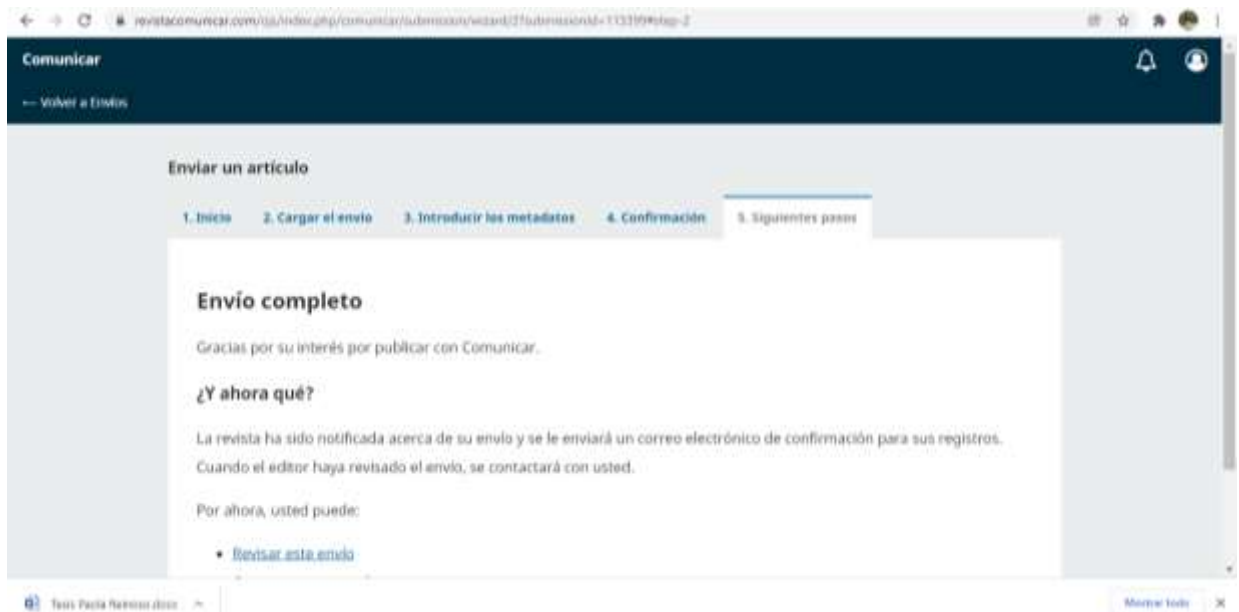 Comunicar
← Volver a Envíos
Enviar un artículo
1. Inicio 2. Cargar el envío 3. Introducir los metadatos 4. Confirmación 5. Siguientes pasos
Envío completo
Gracias por su interés por publicar con Comunicar.
¿Y ahora qué?
La revista ha sido notificada acerca de su envío y se le enviará un correo electrónico de confirmación para sus registros.
Cuando el editor haya revisado el envío, se contactará con usted.
Por ahora, usted puede:
• Revisar este envío
Tesis Paola .docx
Mostrar todo